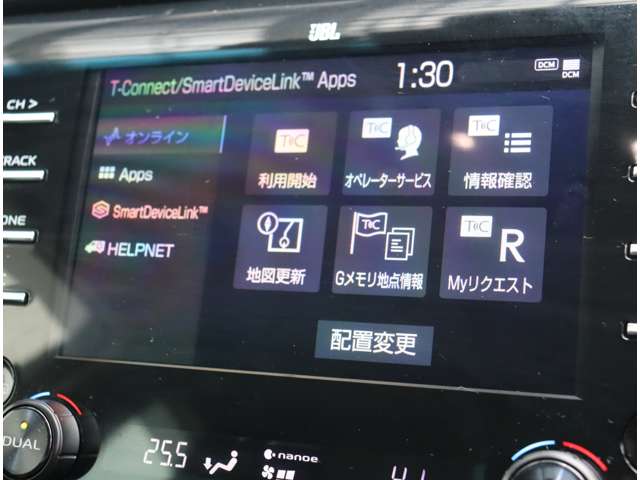 JBL
T-Connect/SmartDeviceLink™ Apps 1:30 DCM
DCM
CH >
オンライン
TRACK
Apps
SmartDeviceLink™
HELPNET
T C
利用開始
T C
オペレーターサービス
T C
情報確認
地図更新
T C
Gメモリ地点情報
T C
R
Myリクエスト
配置変更
DUAL
25.5
nanoe